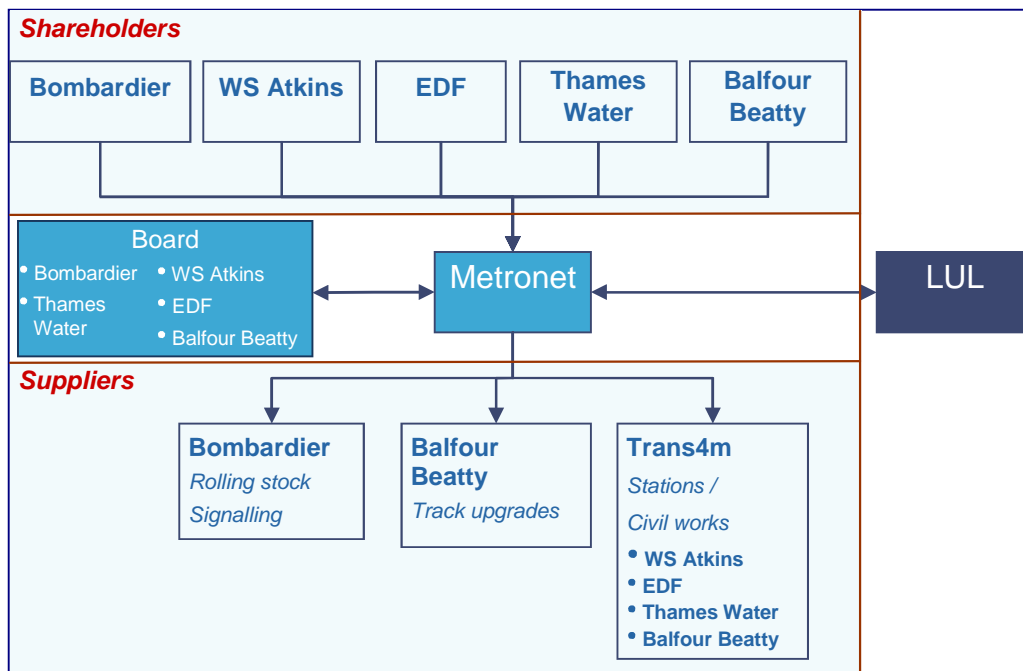 Shareholders
Bombardier
WS Atkins
EDF
Thames
Water
Balfour
Beatty
Board
• Bombardier
• Thames
Water
• WS Atkins
• EDF
• Balfour Beatty
Metronet
LUL
Suppliers
Bombardier
Rolling stock
Signalling
Balfour
Beatty
Track upgrades
Trans4m
Stations /
Civil works
• WS Atkins
• EDF
• Thames Water
• Balfour Beatty